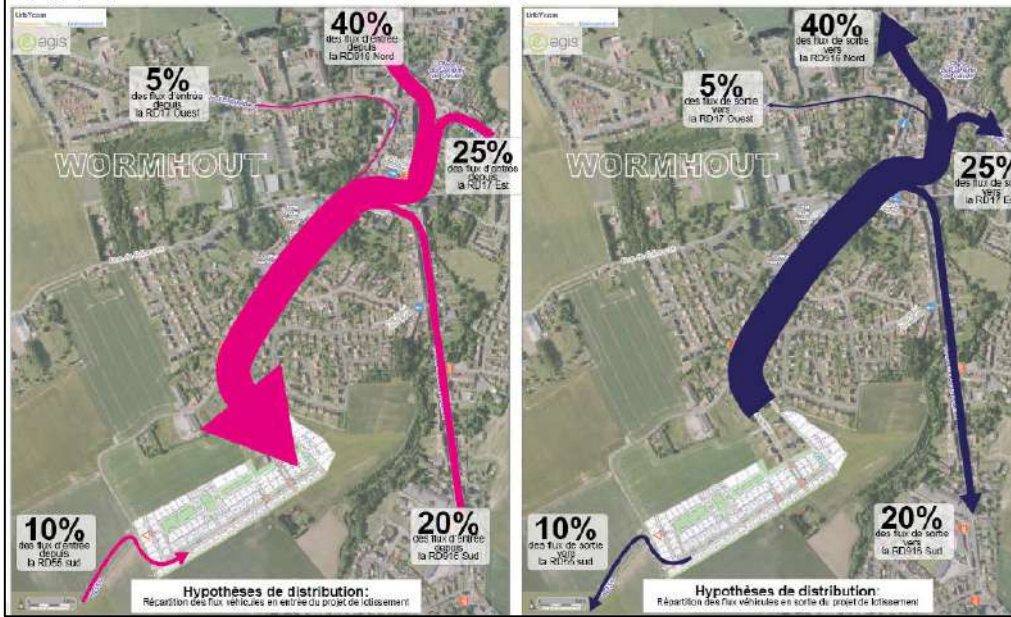 40%
des flux d'entrée
depuis
la RD916 Nord
5%
des flux d'entrée
depuis
la RD17 Ouest
WORMHOUT
25%
des flux d'entrée
depuis
la RD17 Est
10%
des flux d'entrée
depuis
la RD55 sud
20%
des flux d'entrée
depuis
la RD916 Sud
Hypothèses de distribution:
Répartition des flux véhicules en entrée du projet de lotissement
egis
40%
des flux de sortie
vers
la RD916 Nord
5%
des flux de sortie
vers
la RD17 Ouest
WORMHOUT
25%
des flux de so
vers
la RD17 Es
10%
des flux de sortie
vers
la RD55 sud
20%
des flux de sortie
vers
la RD916 Sud
Hypothèses de distribution:
Répartition des flux véhicules en sortie du projet de lotissement
egis